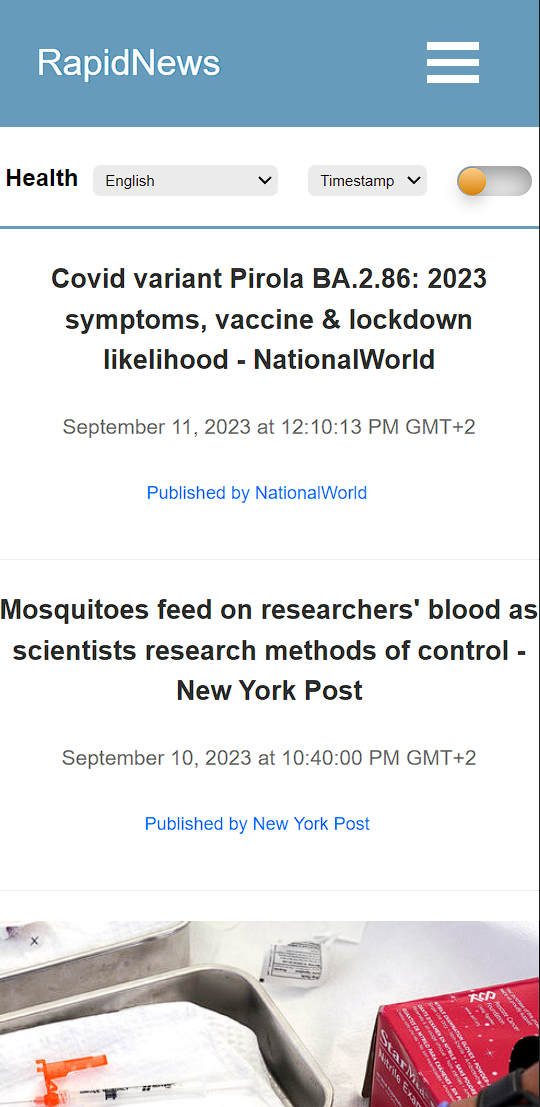 RapidNews
Health English Timestamp
Covid variant Pirola BA.2.86: 2023
symptoms, vaccine & lockdown
likelihood - NationalWorld
September 11, 2023 at 12:10:13 PM GMT+2
Published by NationalWorld
Mosquitoes feed on researchers' blood as
scientists research methods of control -
New York Post
September 10, 2023 at 10:40:00 PM GMT+2
Published by New York Post
Nitrile